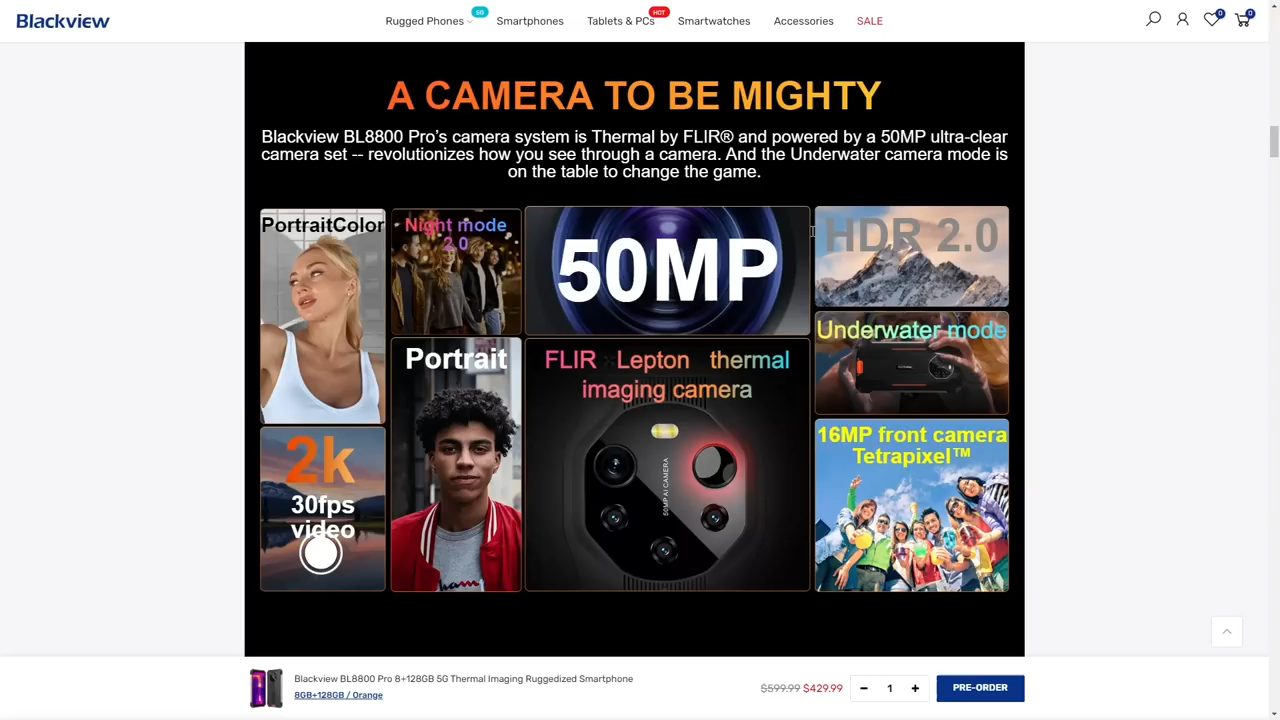 Blackview
Rugged Phones
5G
Smartphones
Tablets & PCs
HOT
Smartwatches
Accessories
SALE
0
0
A CAMERA TO BE MIGHTY
Blackview BL8800 Pro’s camera system is Thermal by FLIR® and powered by a 50MP ultra-clear
camera set -- revolutionizes how you see through a camera. And the Underwater camera mode is
on the table to change the game.
PortraitColor
Night mode
2.0
50MP
HDR 2.0
Underwater mode
Portrait
FLIR Lepton thermal
imaging camera
50MP AI CAMERA
2k
30fps
video
16MP front camera
Tetrapixel™
Blackview BL8800 Pro 8+128GB 5G Thermal Imaging Ruggedized Smartphone
8GB+128GB / Orange
$599.99 $429.99
− 1 +
PRE-ORDER